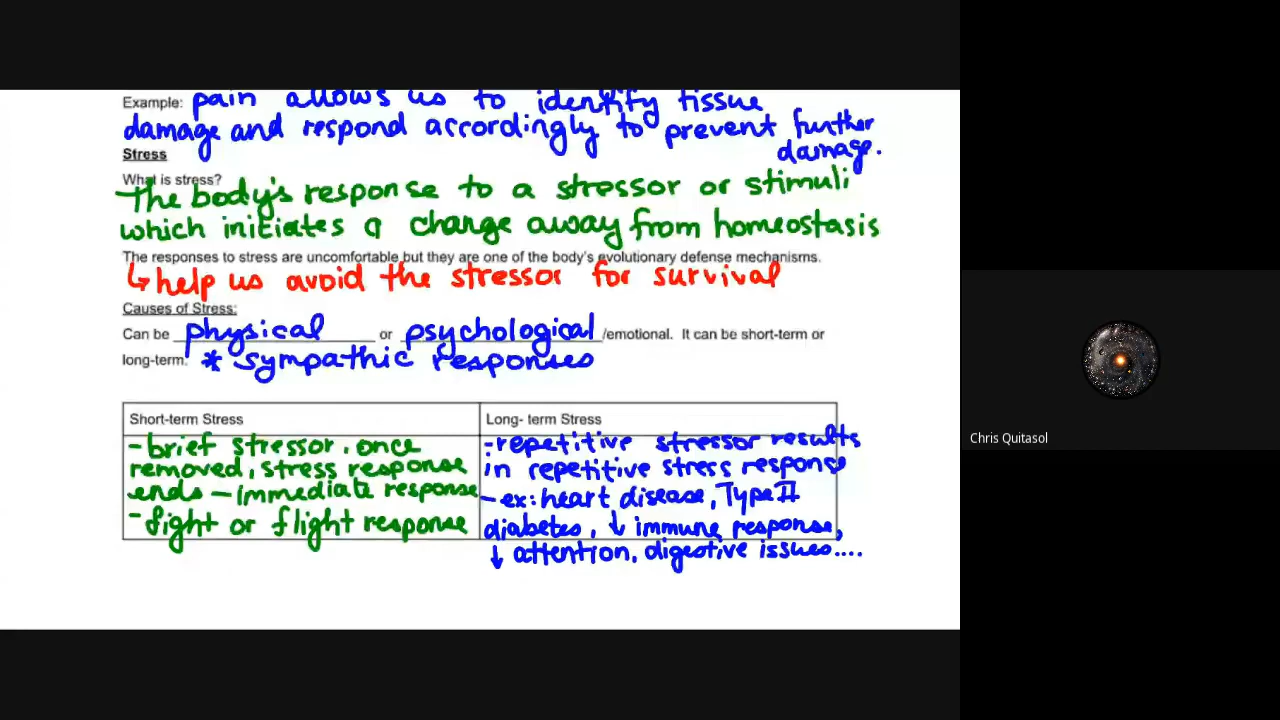 Example: pain allows us to identify tissue
damage and respond accordingly to prevent further
damage.
Stress
What is stress?
The body's response to a stressor or stimuli
which initiates a change away from homeostasis
The responses to stress are uncomfortable but they are one of the body's evolutionary defense mechanisms.
↳ help us avoid the stressor for survival
Causes of Stress:
Can be physical or psychological/emotional. It can be short-term or
long-term. * sympathic responses
Short-term Stress
- brief stressor, once
removed, stress response
ends - immediate response
- fight or flight response
Long- term Stress
- repetitive stressor results
in repetitive stress response
- ex: heart disease, Type II
diabetes, ↓ immune response,
↓ attention, digestive issues....
Chris Quitasol